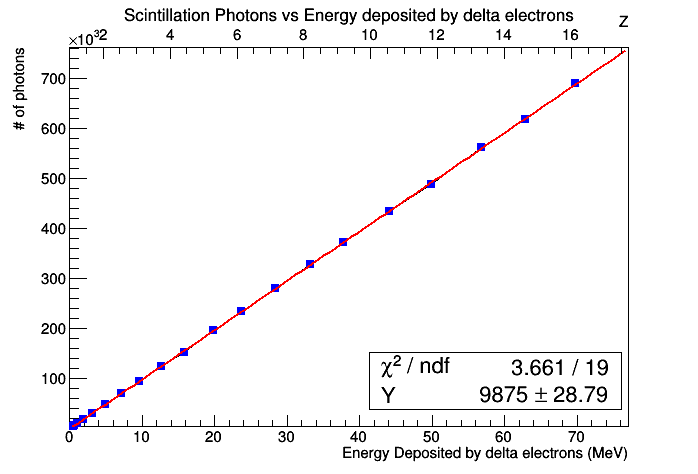 Scintillation Photons vs Energy deposited by delta electrons
×10³ 2 4 6 8 10 12 14 16 Z
# of photons
700
600
500
400
300
200
100
χ² / ndf 3.661 / 19
Υ 9875 ± 28.79
0 10 20 30 40 50 60 70
Energy Deposited by delta electrons (MeV)